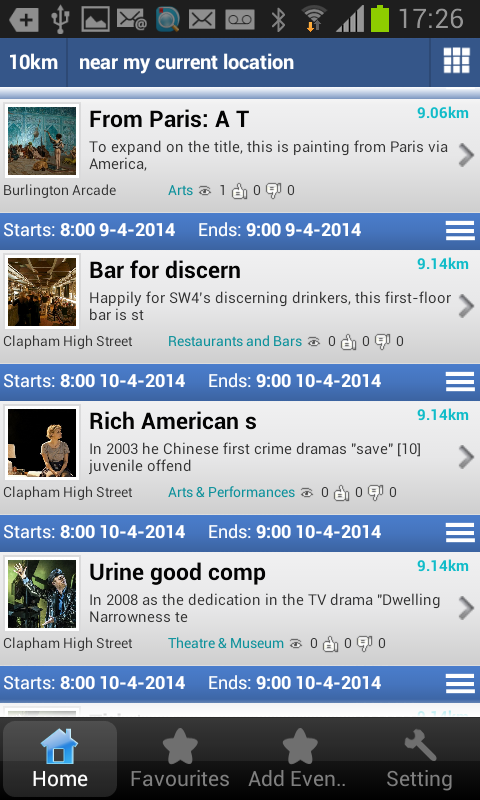 17:26
10km near my current location
From Paris: A T 9.06km
To expand on the title, this is painting from Paris via
America,
Burlington Arcade Arts 1 0 0
Starts: 8:00 9-4-2014 Ends: 9:00 9-4-2014
Bar for discern 9.14km
Happily for SW4's discerning drinkers, this first-floor
bar is st
Clapham High Street Restaurants and Bars 0 0 0
Starts: 8:00 10-4-2014 Ends: 9:00 10-4-2014
Rich American s 9.14km
In 2003 he Chinese first crime dramas "save" [10]
juvenile offend
Clapham High Street Arts & Performances 0 0 0
Starts: 8:00 10-4-2014 Ends: 9:00 10-4-2014
Urine good comp 9.14km
In 2008 as the dedication in the TV drama "Dwelling
Narrowness te
Clapham High Street Theatre & Museum 0 0 0
Starts: 8:00 10-4-2014 Ends: 9:00 10-4-2014
9.14km
Home Favourites Add Even.. Setting